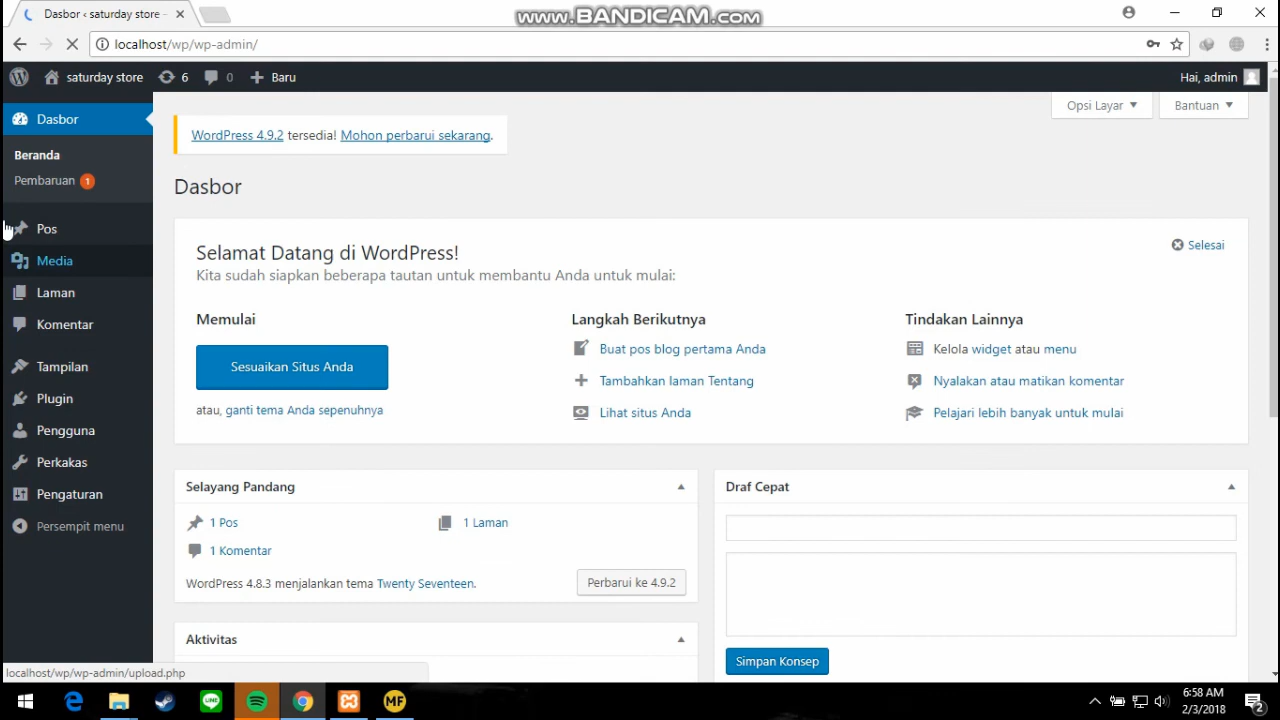 Dasbor ‹ saturday store –
www.BANDICAM.com
localhost/wp/wp-admin/
saturday store
6
0
Baru
Hai, admin
Dasbor
Beranda
Pembaruan 1
Pos
Media
Laman
Komentar
Tampilan
Plugin
Pengguna
Perkakas
Pengaturan
Persempit menu
Opsi Layar
Bantuan
WordPress 4.9.2 tersedia! Mohon perbarui sekarang.
Dasbor
Selamat Datang di WordPress!
Selesai
Kita sudah siapkan beberapa tautan untuk membantu Anda untuk mulai:
Memulai
Sesuaikan Situs Anda
atau, ganti tema Anda sepenuhnya
Langkah Berikutnya
Buat pos blog pertama Anda
Tambahkan laman Tentang
Lihat situs Anda
Tindakan Lainnya
Kelola widget atau menu
Nyalakan atau matikan komentar
Pelajari lebih banyak untuk mulai
Selayang Pandang
1 Pos
1 Laman
1 Komentar
WordPress 4.8.3 menjalankan tema Twenty Seventeen.
Perbarui ke 4.9.2
Aktivitas
Draf Cepat
Simpan Konsep
localhost/wp/wp-admin/upload.php
LINE
MF
6:58 AM
2/3/2018
2